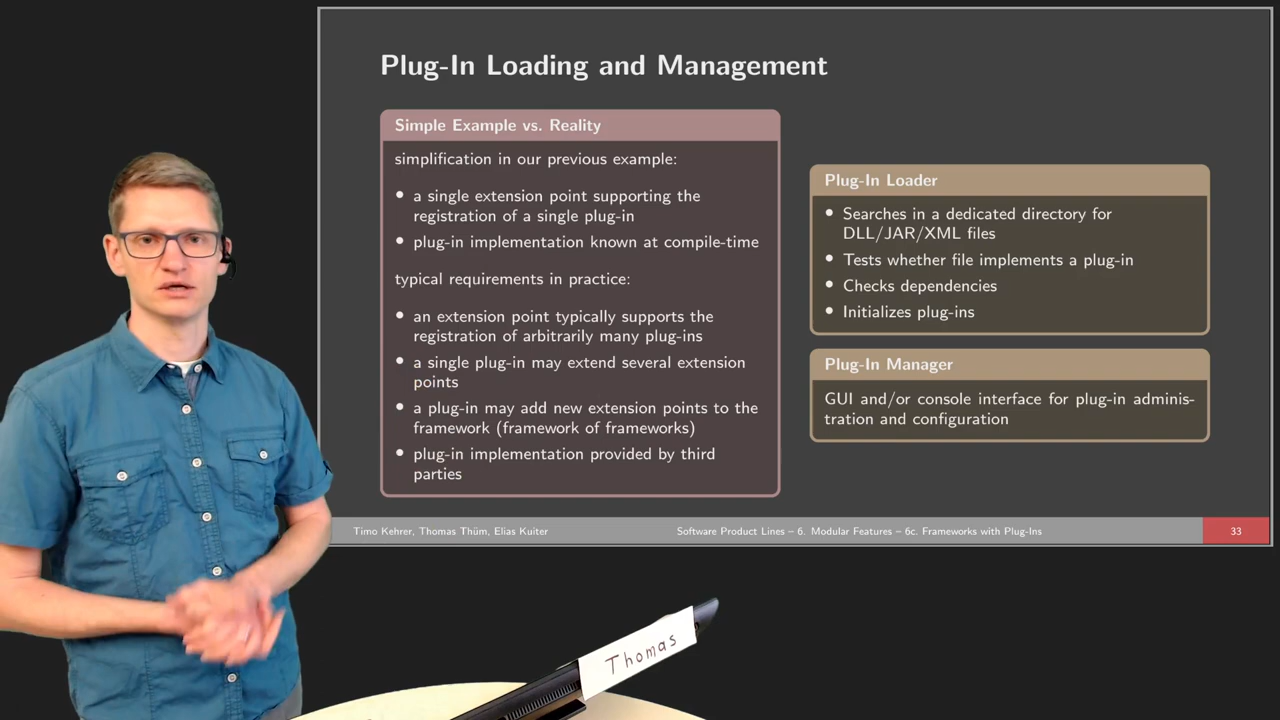 Plug-In Loading and Management
Simple Example vs. Reality
simplification in our previous example:
• a single extension point supporting the
registration of a single plug-in
• plug-in implementation known at compile-time
typical requirements in practice:
• an extension point typically supports the
registration of arbitrarily many plug-ins
• a single plug-in may extend several extension
points
• a plug-in may add new extension points to the
framework (framework of frameworks)
• plug-in implementation provided by third
parties
Plug-In Loader
• Searches in a dedicated directory for
DLL/JAR/XML files
• Tests whether file implements a plug-in
• Checks dependencies
• Initializes plug-ins
Plug-In Manager
GUI and/or console interface for plug-in adminis-
tration and configuration
Timo Kehrer, Thomas Thüm, Elias Kuiter
Software Product Lines – 6. Modular Features – 6c. Frameworks with Plug-Ins
33
Thomas